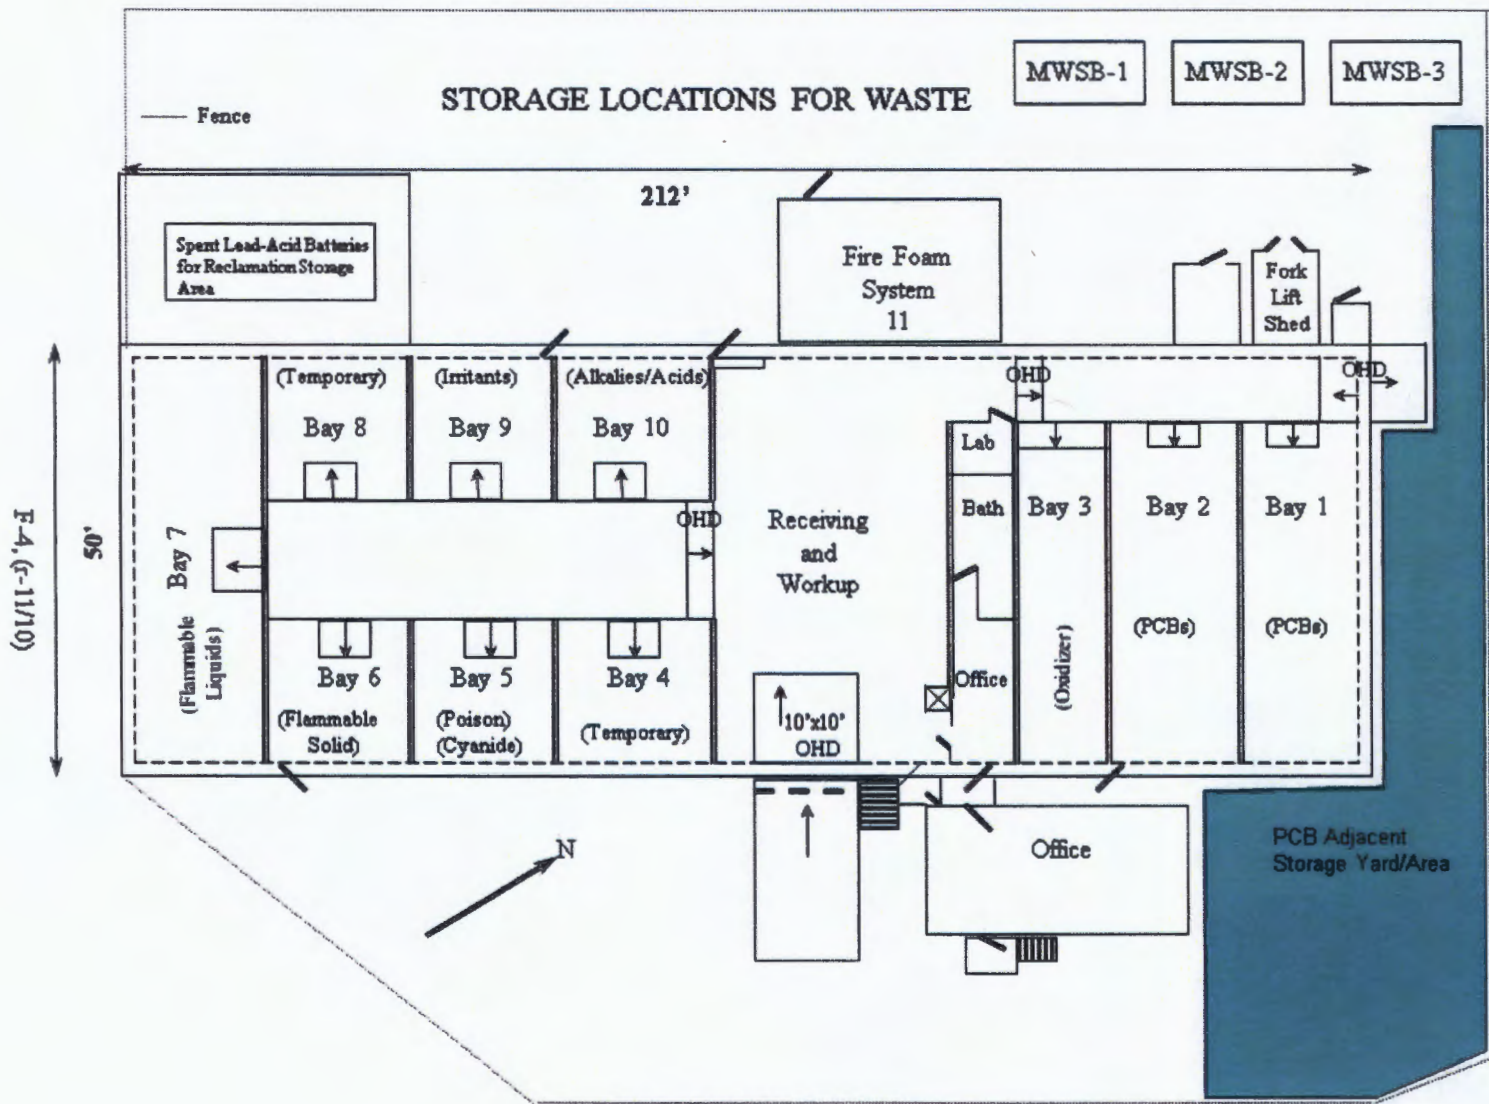 MWSB-1
MWSB-2
MWSB-3
STORAGE LOCATIONS FOR WASTE
Fence
212'
Spent Lead-Acid Batteries
for Reclamation Storage
Area
Fire Foam
System
11
Fork
Lift
Shed
(Temporary)
Bay 8
(Irritants)
Bay 9
(Alkalies/Acids)
Bay 10
OHD
OHD
Lab
Bath
Office
Bay 3
(Oxidizer)
Bay 2
(PCBs)
Bay 1
(PCBs)
OHD
Receiving
and
Workup
Bay 7
(Flammable
Liquids)
Bay 6
(Flammable
Solid)
Bay 5
(Poison)
(Cyanide)
Bay 4
(Temporary)
10'x10'
OHD
50'
F-4, (r-11/10)
N
Office
PCB Adjacent
Storage Yard/Area